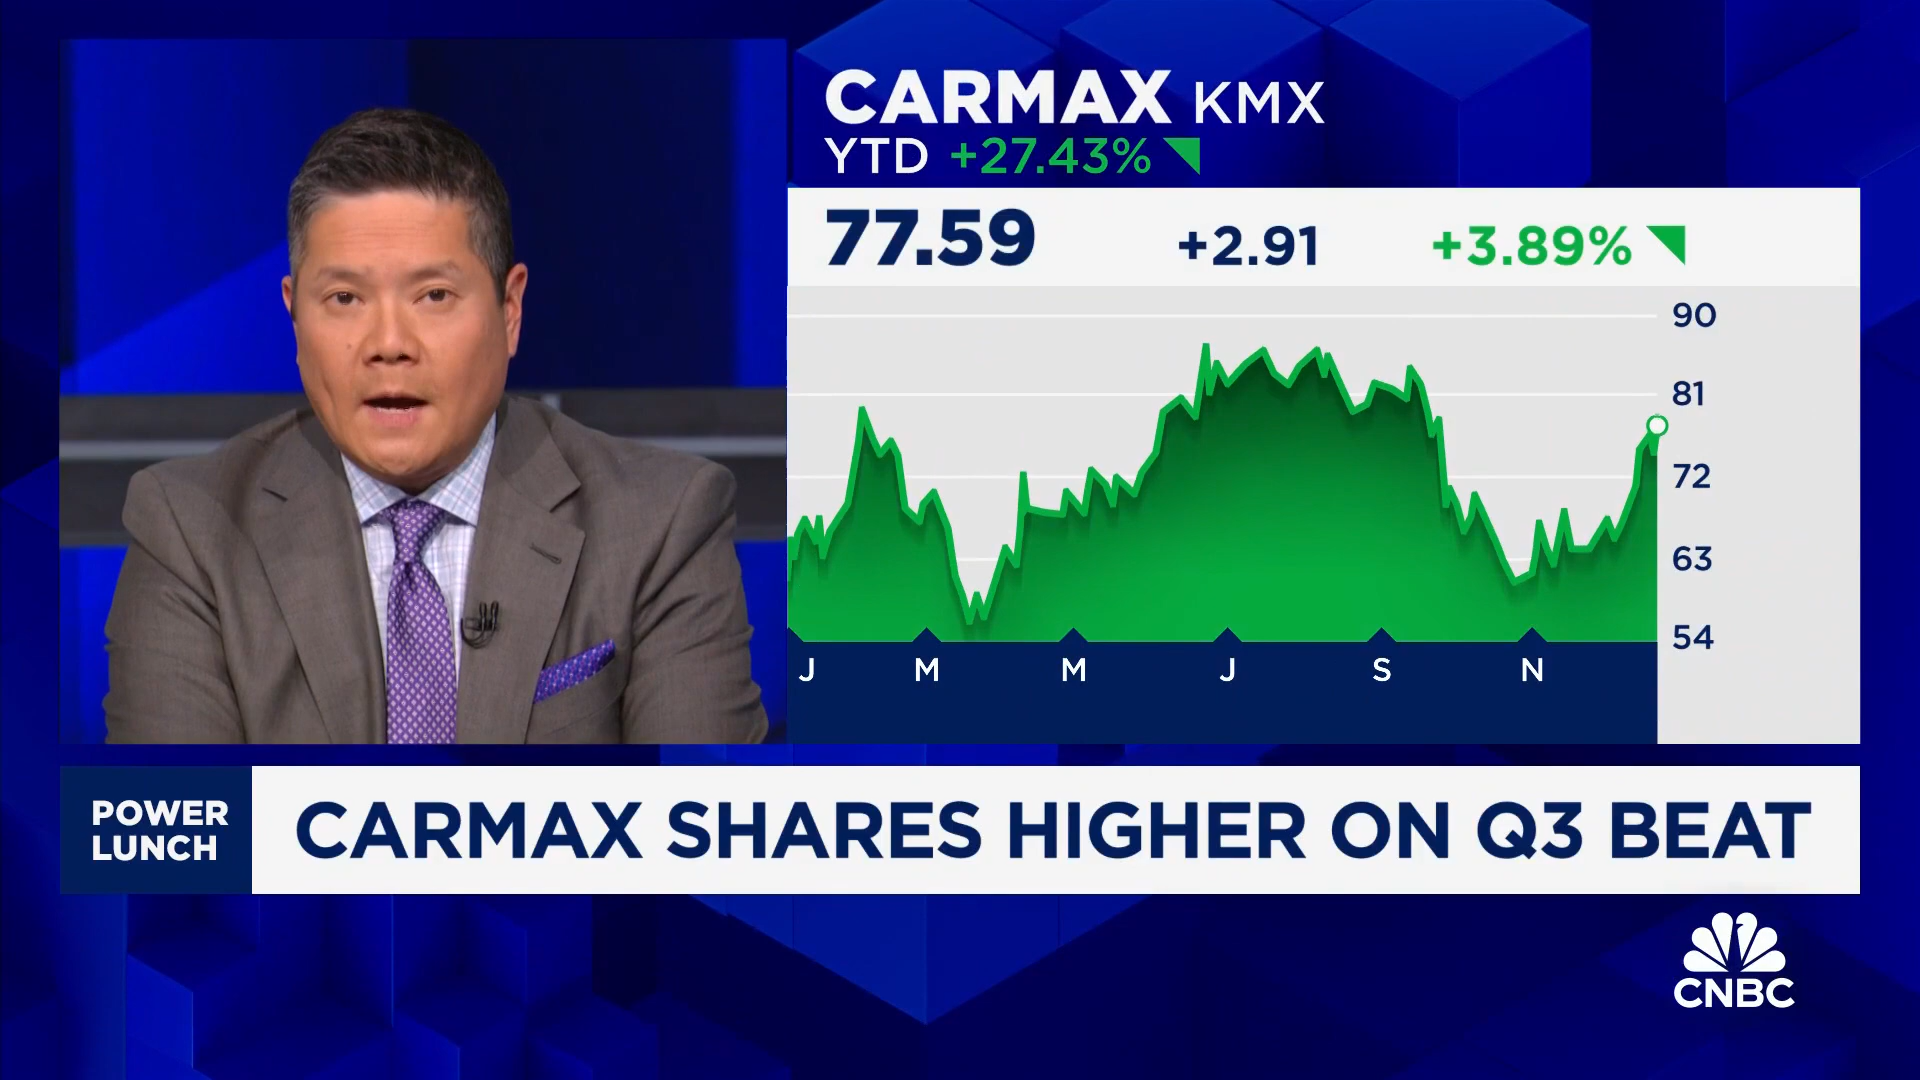 CARMAX KMX
YTD +27.43%
77.59 +2.91 +3.89%
90
81
72
63
54
J M M J S N
POWER
LUNCH
CARMAX SHARES HIGHER ON Q3 BEAT
CNBC